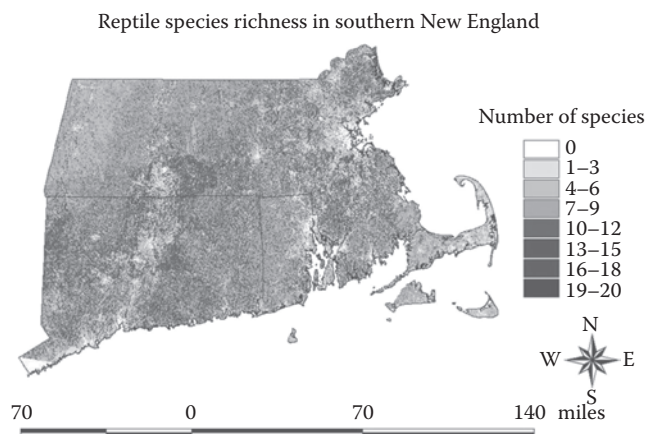 Reptile species richness in southern New England
Number of species
0
1–3
4–6
7–9
10–12
13–15
16–18
19–20
N
W E
S
70 0 70 140 miles